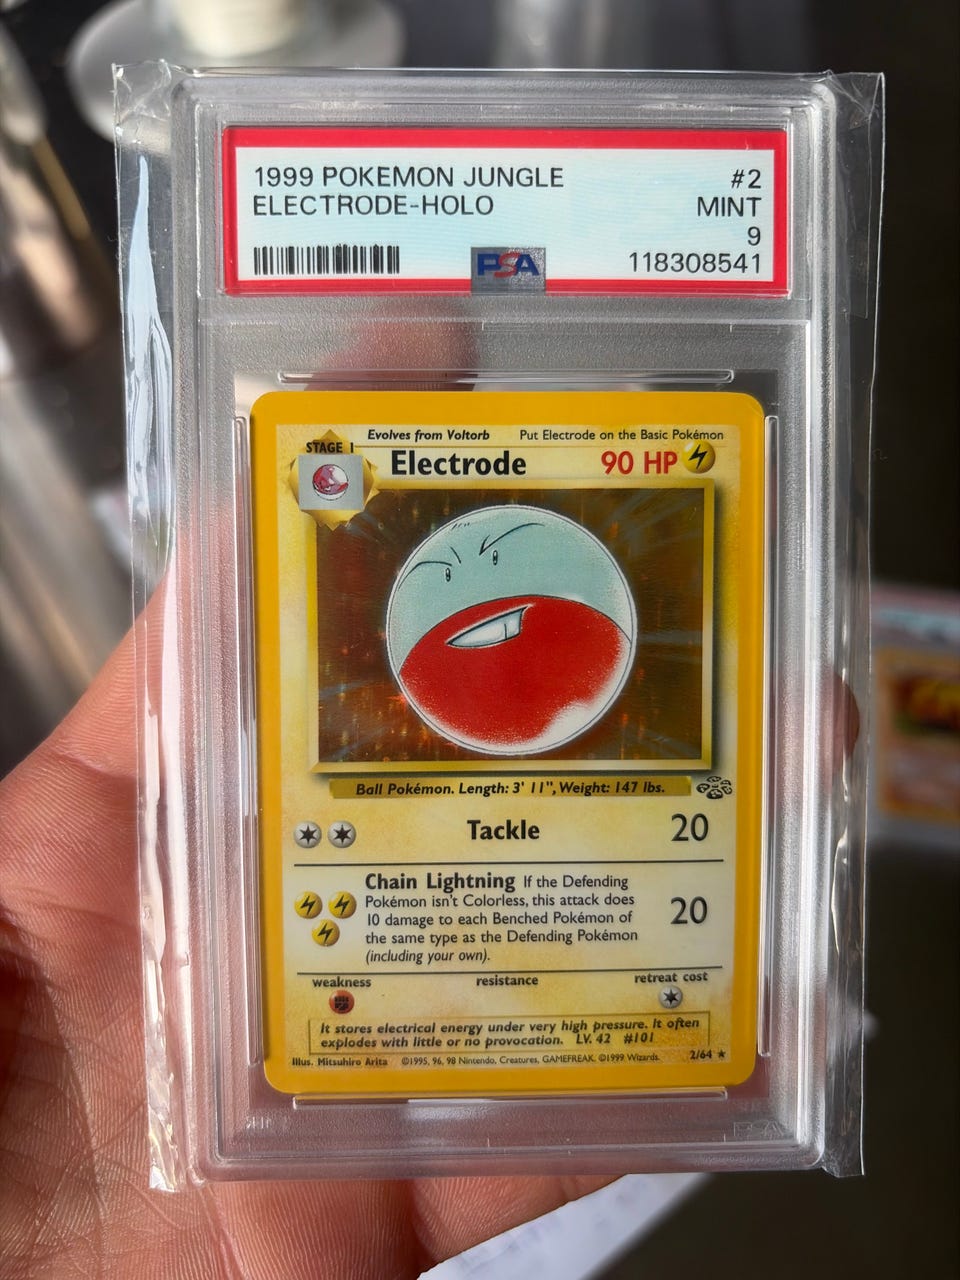 1999 POKEMON JUNGLE #2
ELECTRODE-HOLO MINT
9
PSA 118308541
Evolves from Voltorb Put Electrode on the Basic Pokémon
STAGE 1
Electrode 90 HP
Ball Pokémon. Length: 3' 11", Weight: 147 lbs.
Tackle 20
Chain Lightning If the Defending
Pokémon isn't Colorless, this attack does
10 damage to each Benched Pokémon of
the same type as the Defending Pokémon
(including your own).
20
weakness resistance retreat cost
It stores electrical energy under very high pressure. It often
explodes with little or no provocation. LV. 42 #101
Illus. Mitsuhiro Arita ©1995, 96, 98 Nintendo, Creatures, GAMEFREAK. ©1999 Wizards. 2/64 ★
PSA